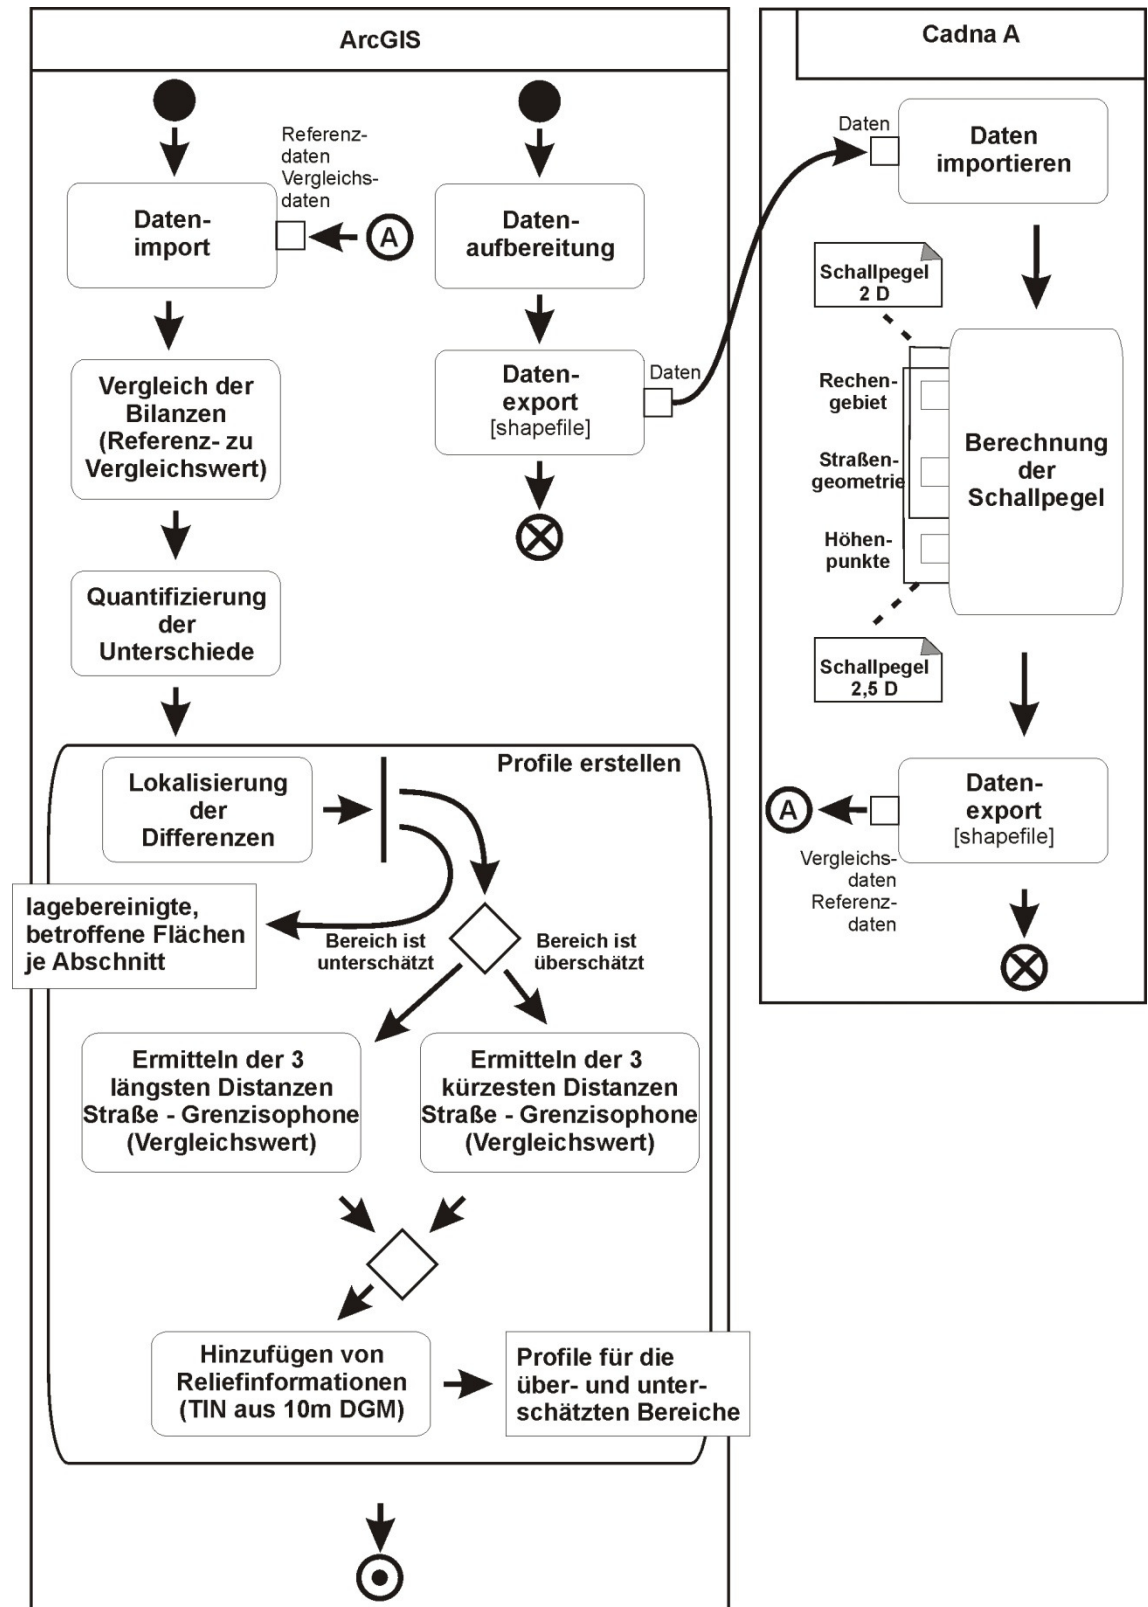 ArcGIS
Referenz-
daten
Vergleichs-
daten
Daten-
import
A
Daten-
aufbereitung
Vergleich der
Bilanzen
(Referenz- zu
Vergleichswert)
Daten-
export
[shapefile]
Daten
Quantifizierung
der
Unterschiede
Profile erstellen
Lokalisierung
der
Differenzen
lagebereinigte,
betroffene Flächen
je Abschnitt
Bereich ist
unterschätzt
Bereich ist
überschätzt
Ermitteln der 3
längsten Distanzen
Straße - Grenzisophone
(Vergleichswert)
Ermitteln der 3
kürzesten Distanzen
Straße - Grenzisophone
(Vergleichswert)
Hinzufügen von
Reliefinformationen
(TIN aus 10m DGM)
Profile für die
über- und unter-
schätzten Bereiche
Cadna A
Daten
Daten
importieren
Schallpegel
2 D
Rechen-
gebiet
Straßen-
geometrie
Höhen-
punkte
Berechnung
der
Schallpegel
Schallpegel
2,5 D
Daten-
export
[shapefile]
A
Vergleichs-
daten
Referenz-
daten